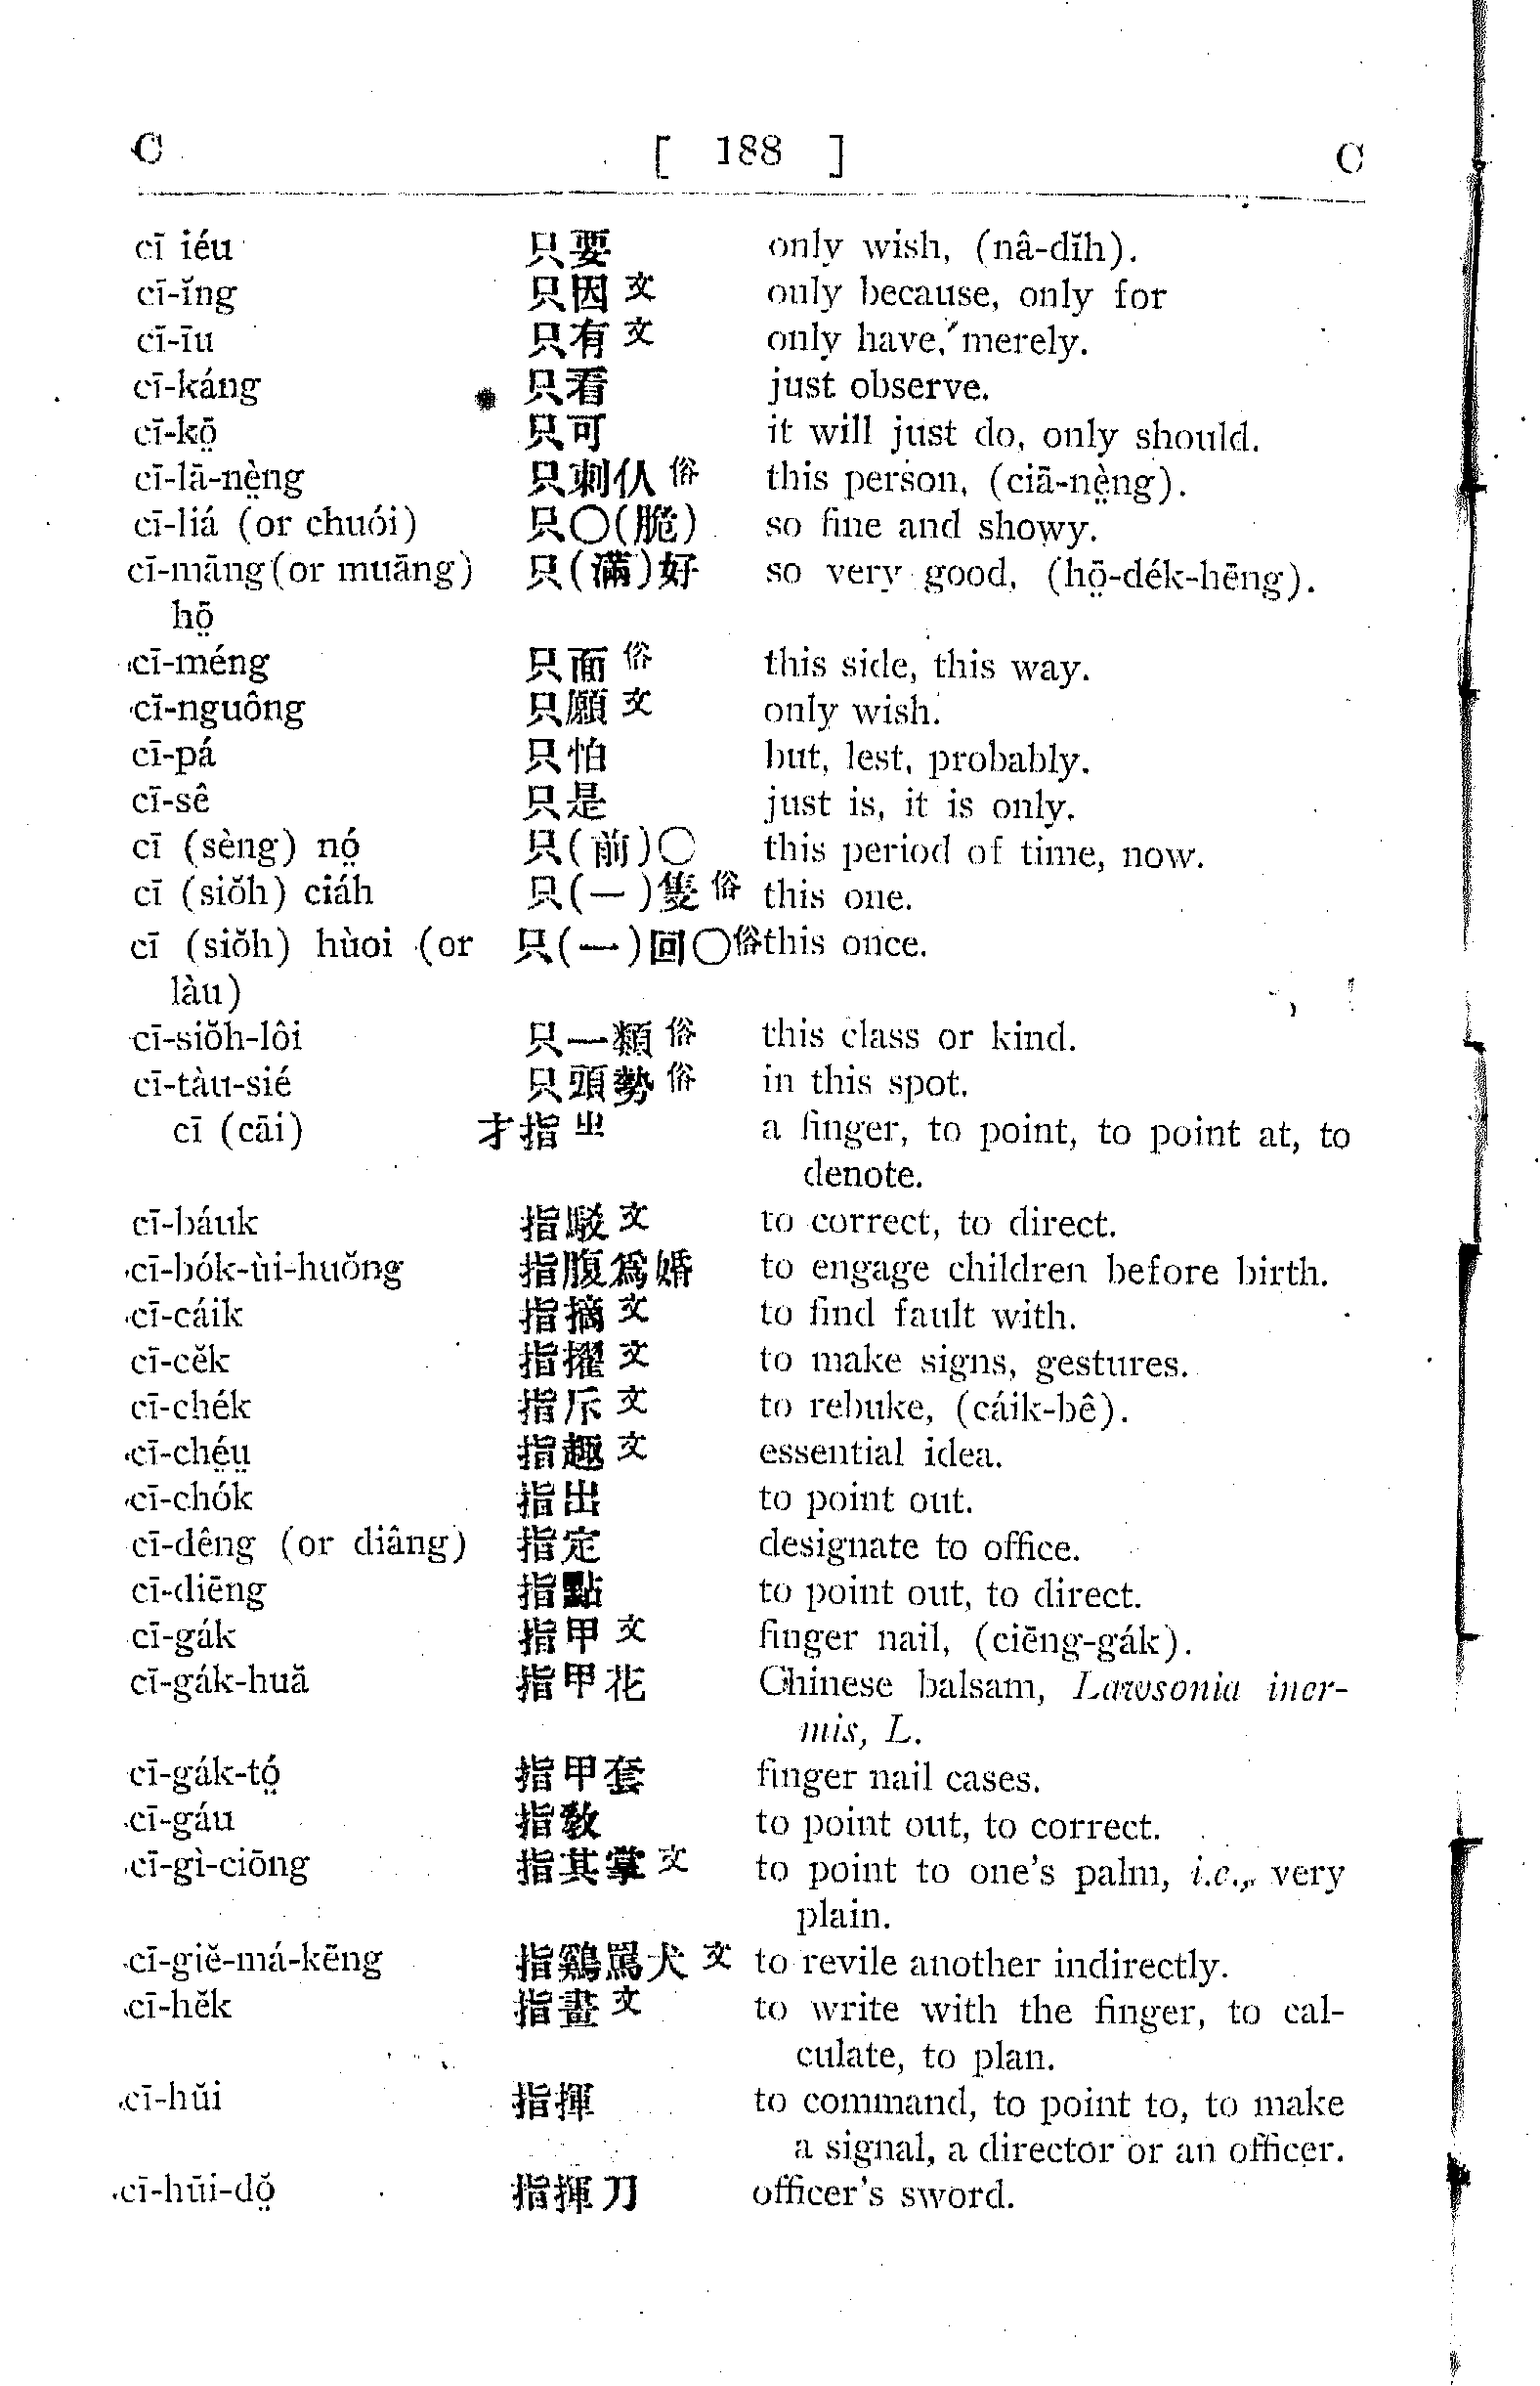 C [ 188 ] C
cī iéu 只要 only wish, (nâ-dĭh).
cī-ĭng 只因 文 only because, only for
cī-īu 只有 文 only have, merely.
cī-káng 只看 just observe.
cī-kō̤ 只可 it will just do, only should.
cī-lā-nè̤ng 只剌仈 俗 this person, (ciā-nè̤ng).
cī-liá (or chuói) 只〇(脆) so fine and showy.
cī-māng (or muāng) 只(滿)好 so very good, (hō̤-dék-hēng).
hō̤
cī-méng 只面 俗 this side, this way.
cī-nguông 只願 文 only wish.
cī-pá 只怕 but, lest, probably.
cī-sê 只是 just is, it is only.
cī (sèng) nó̤ 只(前)〇 this period of time, now.
cī (siŏh) ciáh 只(一)隻 俗 this one.
cī (siŏh) hùoi (or 只(一)回〇俗 this once.
làu)
cī-siŏh-lôi 只一類 俗 this class or kind.
cī-tàu-sié 只頭勢 俗 in this spot.
cī (cāi) 才指 㞢 a finger, to point, to point at, to
denote.
cī-báuk 指駁 文 to correct, to direct.
cī-bók-ùi-huŏng 指腹爲婚 to engage children before birth.
cī-cáik 指摘 文 to find fault with.
cī-cĕk 指擢 文 to make signs, gestures.
cī-chék 指斥 文 to rebuke, (cáik-bê).
cī-ché̤ṳ 指趣 文 essential idea.
cī-chók 指出 to point out.
cī-dêng (or diâng) 指定 designate to office.
cī-diēng 指點 to point out, to direct.
cī-gák 指甲 文 finger nail, (ciēng-gák).
cī-gák-huă 指甲花 Chinese balsam, Lawsonia iner-
mis, L.
cī-gák-tó̤ 指甲套 finger nail cases.
cī-gáu 指教 to point out, to correct.
cī-gì-ciōng 指其掌 文 to point to one's palm, i.e., very
plain.
cī-giĕ-má-kēng 指鷄罵犬 文 to revile another indirectly.
cī-hĕk 指畫 文 to write with the finger, to cal-
culate, to plan.
cī-hŭi 指揮 to command, to point to, to make
a signal, a director or an officer.
cī-hūi-dŏ̤ 指揮刀 officer's sword.